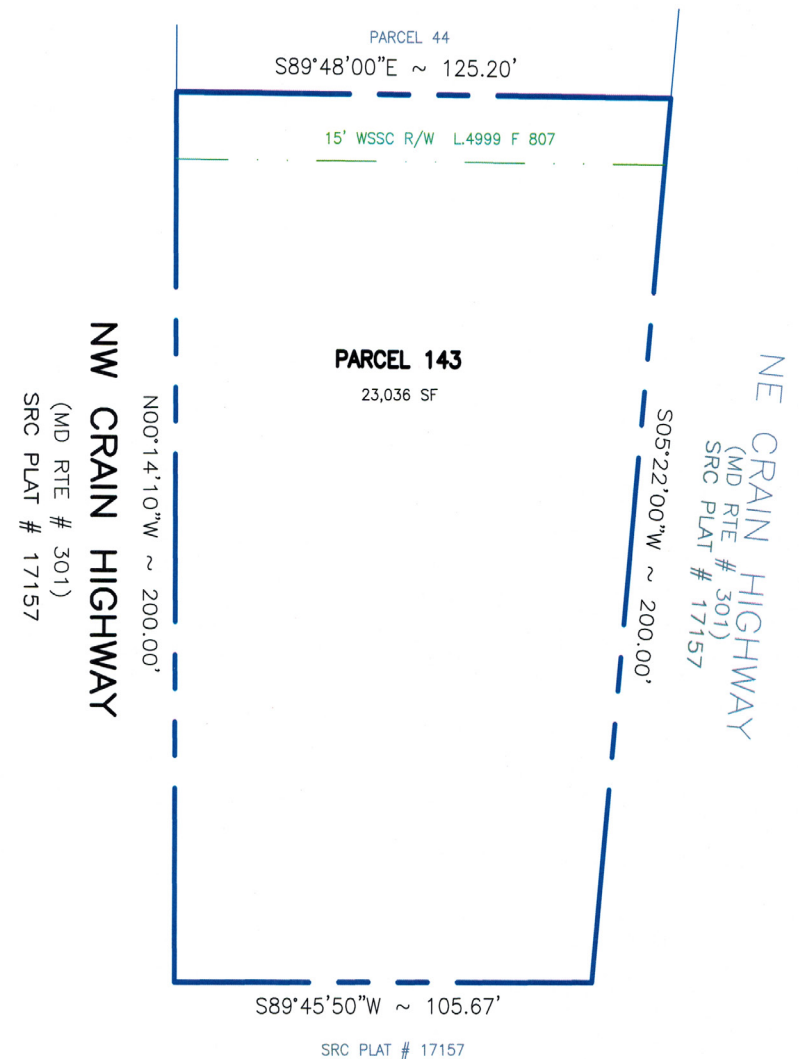 PARCEL 44
S89°48'00"E ~ 125.20'
15' WSSC R/W L.4999 F 807
PARCEL 143
23,036 SF
NW CRAIN HIGHWAY
(MD RTE # 301)
SRC PLAT # 17157
N00°14'10"W ~ 200.00'
S05°22'00"W ~ 200.00'
NE CRAIN HIGHWAY
(MD RTE # 301)
SRC PLAT # 17157
S89°45'50"W ~ 105.67'
SRC PLAT # 17157